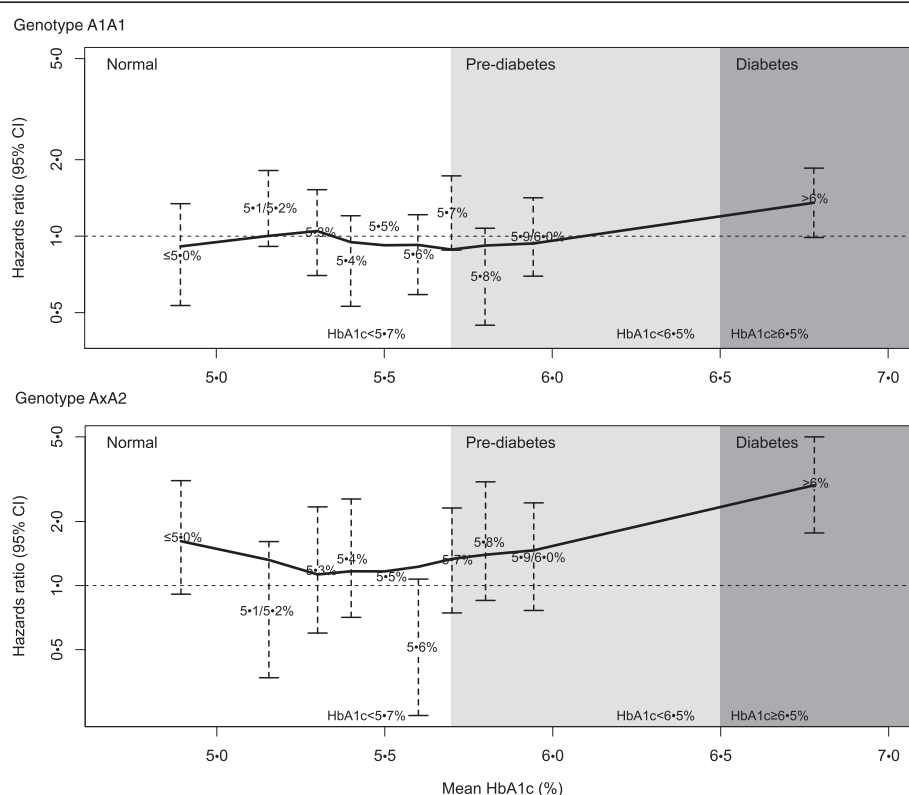 Genotype A1A1
Normal
Pre-diabetes
Diabetes
Hazards ratio (95% CI)
5•0
2•0
1•0
0•5
≤5•0%
5•1/5•2%
5•3%
5•4%
5•5%
5•6%
5•7%
5•8%
5•9/6•0%
>6%
HbA1c<5•7%
HbA1c<6•5%
HbA1c≥6•5%
5•0
5•5
6•0
6•5
7•0
Genotype AxA2
Normal
Pre-diabetes
Diabetes
Hazards ratio (95% CI)
5•0
2•0
1•0
0•5
≤5•0%
5•1/5•2%
5•3%
5•4%
5•5%
5•6%
5•7%
5•8%
5•9/6•0%
>6%
HbA1c<5•7%
HbA1c<6•5%
HbA1c≥6•5%
5•0
5•5
6•0
6•5
7•0
Mean HbA1c (%)